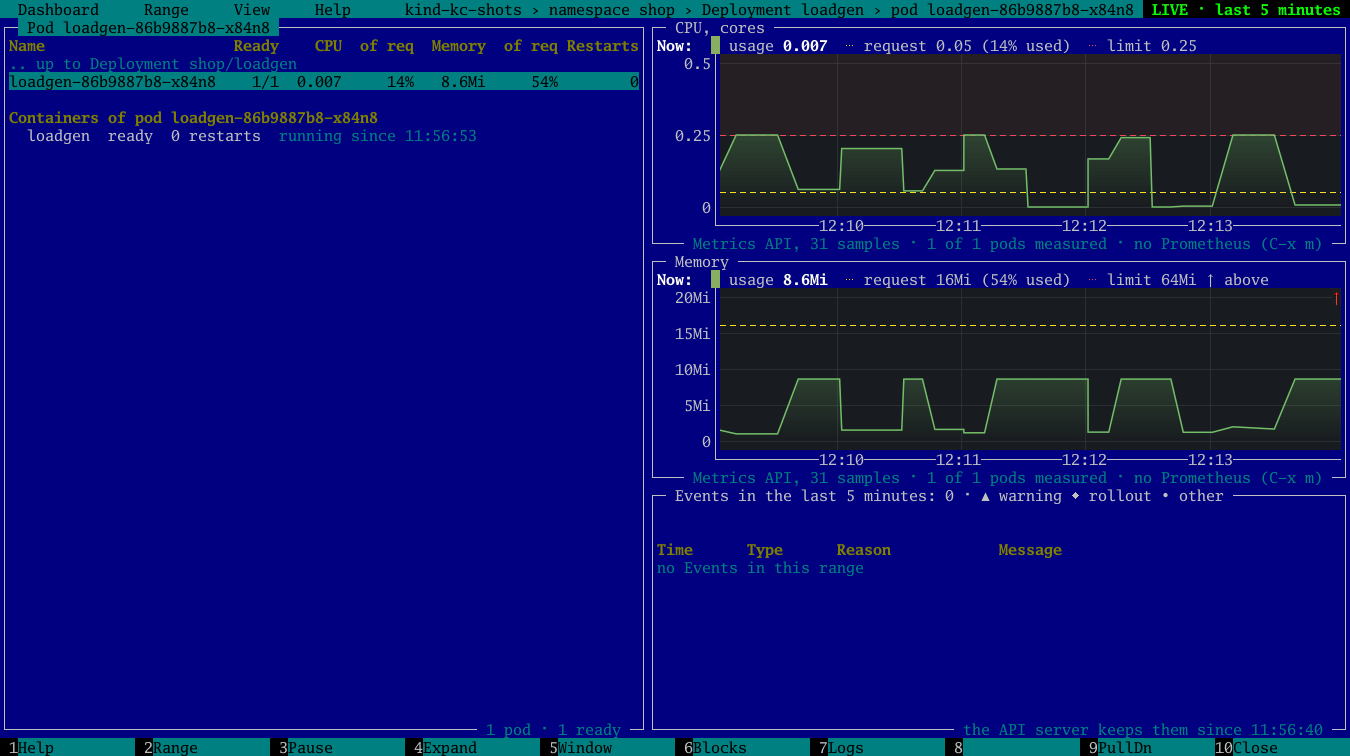 Dashboard Range View Help kind-kc-shots › namespace shop › Deployment loadgen › pod loadgen-86b9887b8-x84n8 LIVE · last 5 minutes
Pod loadgen-86b9887b8-x84n8
Name Ready CPU of req Memory of req Restarts
.. up to Deployment shop/loadgen
loadgen-86b9887b8-x84n8 1/1 0.007 14% 8.6Mi 54% 0
Containers of pod loadgen-86b9887b8-x84n8
loadgen ready 0 restarts running since 11:56:53
1 pod · 1 ready
CPU, cores
Now: usage 0.007 ┄ request 0.05 (14% used) ┄ limit 0.25
0.5
0.25
0
12:10 12:11 12:12 12:13
Metrics API, 31 samples · 1 of 1 pods measured · no Prometheus (C-x m)
Memory
Now: usage 8.6Mi ┄ request 16Mi (54% used) ┄ limit 64Mi ↑ above
20Mi ↑
15Mi
10Mi
5Mi
0
12:10 12:11 12:12 12:13
Metrics API, 31 samples · 1 of 1 pods measured · no Prometheus (C-x m)
Events in the last 5 minutes: 0 · ▲ warning ◆ rollout • other
Time Type Reason Message
no Events in this range
the API server keeps them since 11:56:40
1Help 2Range 3Pause 4Expand 5Window 6Blocks 7Logs 8 9PullDn 10Close